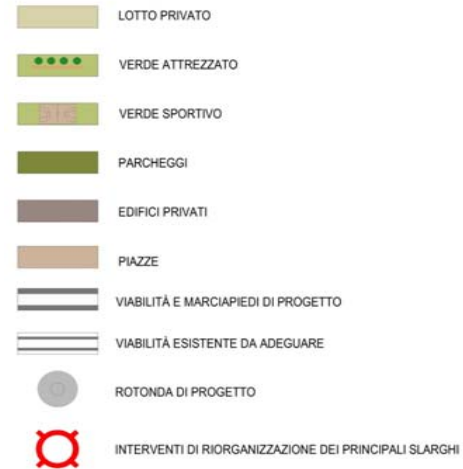 LOTTO PRIVATO
VERDE ATTREZZATO
VERDE SPORTIVO
PARCHEGGI
EDIFICI PRIVATI
PIAZZE
VIABILITÀ E MARCIAPIEDI DI PROGETTO
VIABILITÀ ESISTENTE DA ADEGUARE
ROTONDA DI PROGETTO
INTERVENTI DI RIORGANIZZAZIONE DEI PRINCIPALI SLARGHI